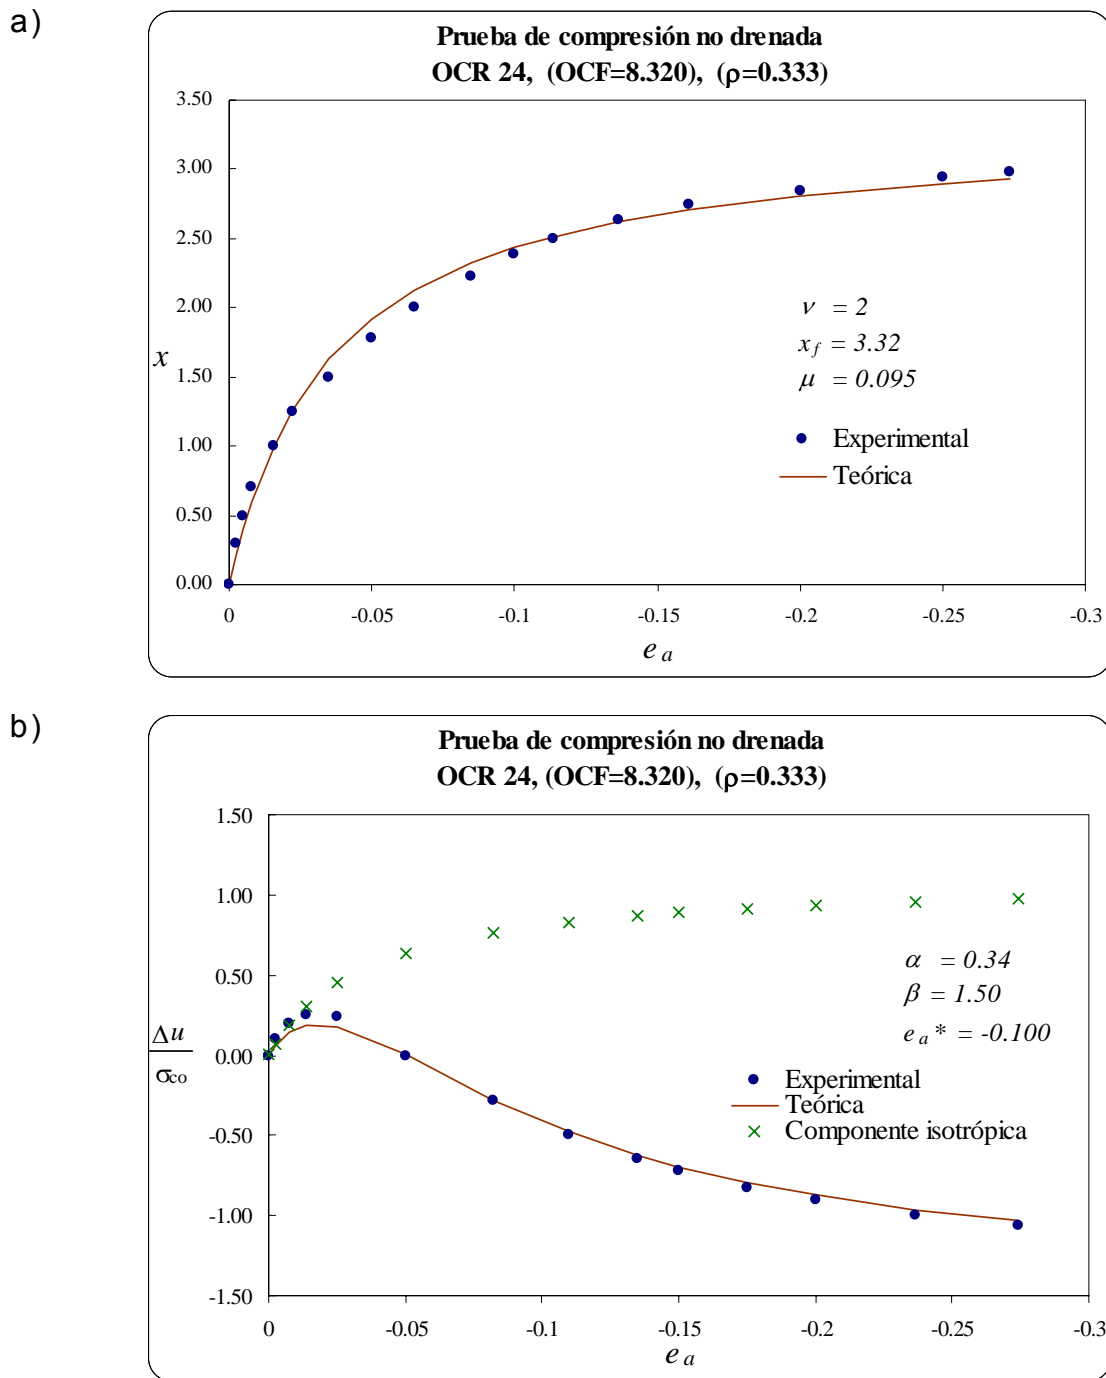 a)
Prueba de compresión no drenada
OCR 24, (OCF=8.320), (ρ=0.333)
3.50
3.00
2.50
2.00
1.50
1.00
0.50
0.00
x
ν = 2
x_f = 3.32
μ = 0.095
Experimental
Teórica
0 -0.05 -0.1 -0.15 -0.2 -0.25 -0.3
e_a
b)
Prueba de compresión no drenada
OCR 24, (OCF=8.320), (ρ=0.333)
1.50
1.00
0.50
0.00
-0.50
-1.00
-1.50
Δu
σco
α = 0.34
β = 1.50
e_a* = -0.100
Experimental
Teórica
Componente isotrópica
0 -0.05 -0.1 -0.15 -0.2 -0.25 -0.3
e_a